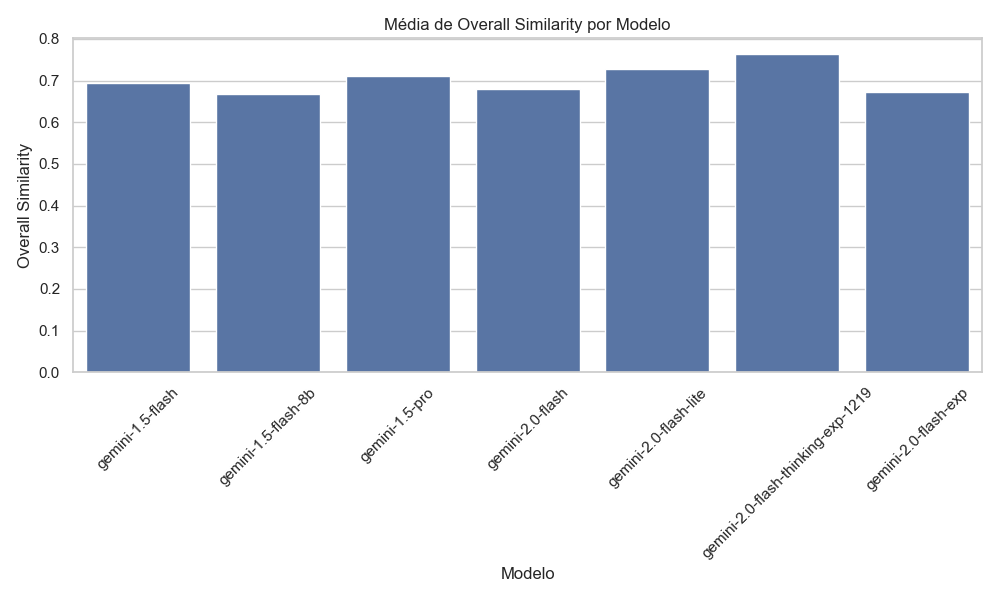 Média de Overall Similarity por Modelo
Overall Similarity
0.8
0.7
0.6
0.5
0.4
0.3
0.2
0.1
0.0
gemini-1.5-flash
gemini-1.5-flash-8b
gemini-1.5-pro
gemini-2.0-flash
gemini-2.0-flash-lite
gemini-2.0-flash-thinking-exp-1219
gemini-2.0-flash-exp
Modelo